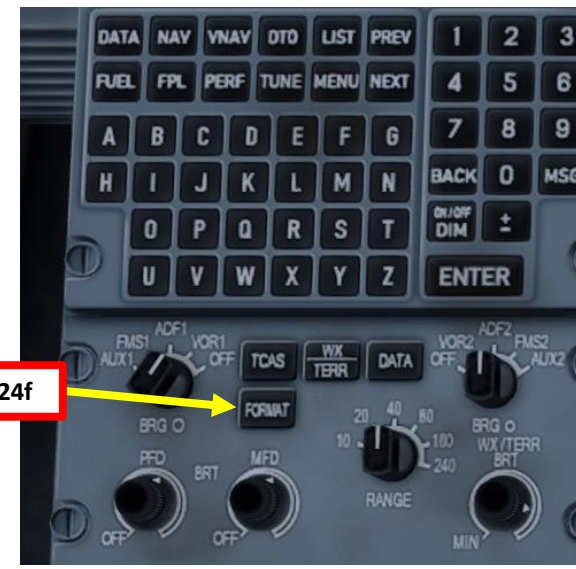 DATA NAV VNAV DTO LIST PREV 1 2 3
FUEL FPL PERF TUNE MENU NEXT 4 5 6
A B C D E F G 7 8 9
H I J K L M N BACK 0 MSG
O P Q R S T ON/OFF DIM ±
U V W X Y Z ENTER
ADF1 ADF2
FMS1 VOR1 VOR2 FMS2
AUX1 OFF TCAS WX TERR DATA OFF AUX2
24f
FORMAT
BRG BRG
20 40 80
10 160
240
RANGE
WX/TERR
BRT
PFD BRT MFD
OFF OFF MIN